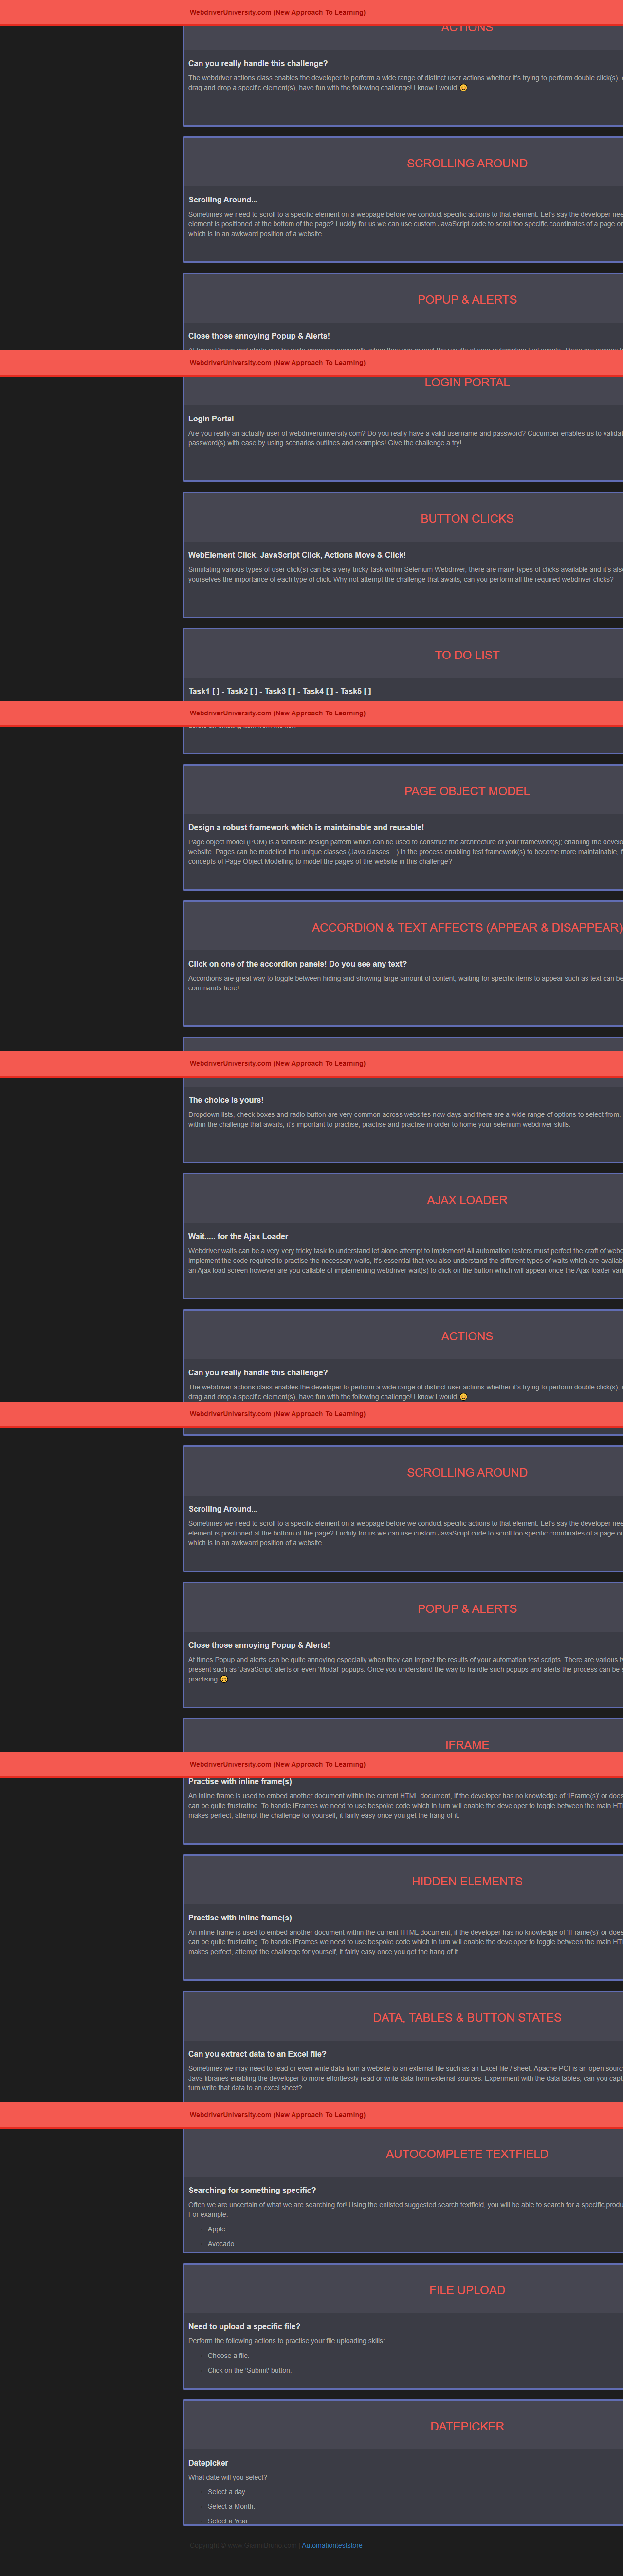 WebdriverUniversity.com (New Approach To Learning)
ACTIONS
Can you really handle this challenge?
The webdriver actions class enables the developer to perform a wide range of distinct user actions whether it's trying to perform double click(s),
drag and drop a specific element(s), have fun with the following challenge! I know I would 😀
SCROLLING AROUND
Scrolling Around...
Sometimes we need to scroll to a specific element on a webpage before we conduct specific actions to that element. Let's say the developer nee
element is positioned at the bottom of the page? Luckily for us we can use custom JavaScript code to scroll too specific coordinates of a page or
which is in an awkward position of a website.
POPUP & ALERTS
Close those annoying Popup & Alerts!
WebdriverUniversity.com (New Approach To Learning)
LOGIN PORTAL
Login Portal
Are you really an actually user of webdriveruniversity.com? Do you really have a valid username and password? Cucumber enables us to validat
password(s) with ease by using scenarios outlines and examples! Give the challenge a try!
BUTTON CLICKS
WebElement Click, JavaScript Click, Actions Move & Click!
Simulating various types of user click(s) can be a very tricky task within Selenium Webdriver, there are many types of clicks available and it's als
yourselves the importance of each type of click. Why not attempt the challenge that awaits, can you perform all the required webdriver clicks?
TO DO LIST
Task1 [ ] - Task2 [ ] - Task3 [ ] - Task4 [ ] - Task5 [ ]
WebdriverUniversity.com (New Approach To Learning)
PAGE OBJECT MODEL
Design a robust framework which is maintainable and reusable!
Page object model (POM) is a fantastic design pattern which can be used to construct the architecture of your framework(s); enabling the develo
website. Pages can be modelled into unique classes (Java classes...) in the process enabling test framework(s) to become more maintainable,
concepts of Page Object Modelling to model the pages of the website in this challenge?
ACCORDION & TEXT AFFECTS (APPEAR & DISAPPEAR)
Click on one of the accordion panels! Do you see any text?
Accordions are great way to toggle between hiding and showing large amount of content; waiting for specific items to appear such as text can be
commands here!
WebdriverUniversity.com (New Approach To Learning)
The choice is yours!
Dropdown lists, check boxes and radio button are very common across websites now days and there are a wide range of options to select from.
within the challenge that awaits, it's important to practise, practise and practise in order to home your selenium webdriver skills.
AJAX LOADER
Wait..... for the Ajax Loader
Webdriver waits can be a very very tricky task to understand let alone attempt to implement! All automation testers must perfect the craft of webd
implement the code required to practise the necessary waits, it's essential that you also understand the different types of waits which are availab
an Ajax load screen however are you callable of implementing webdriver wait(s) to click on the button which will appear once the Ajax loader van
ACTIONS
Can you really handle this challenge?
The webdriver actions class enables the developer to perform a wide range of distinct user actions whether it's trying to perform double click(s),
drag and drop a specific element(s), have fun with the following challenge! I know I would 😀
WebdriverUniversity.com (New Approach To Learning)
SCROLLING AROUND
Scrolling Around...
Sometimes we need to scroll to a specific element on a webpage before we conduct specific actions to that element. Let's say the developer nee
element is positioned at the bottom of the page? Luckily for us we can use custom JavaScript code to scroll too specific coordinates of a page or
which is in an awkward position of a website.
POPUP & ALERTS
Close those annoying Popup & Alerts!
At times Popup and alerts can be quite annoying especially when they can impact the results of your automation test scripts. There are various ty
present such as 'JavaScript' alerts or even 'Modal' popups. Once you understand the way to handle such popups and alerts the process can be s
practising 😀
IFRAME
WebdriverUniversity.com (New Approach To Learning)
Practise with inline frame(s)
An inline frame is used to embed another document within the current HTML document, if the developer has no knowledge of 'IFrame(s)' or does
can be quite frustrating. To handle IFrames we need to use bespoke code which in turn will enable the developer to toggle between the main HT
makes perfect, attempt the challenge for yourself, it fairly easy once you get the hang of it.
HIDDEN ELEMENTS
Practise with inline frame(s)
An inline frame is used to embed another document within the current HTML document, if the developer has no knowledge of 'IFrame(s)' or does
can be quite frustrating. To handle IFrames we need to use bespoke code which in turn will enable the developer to toggle between the main HT
makes perfect, attempt the challenge for yourself, it fairly easy once you get the hang of it.
DATA, TABLES & BUTTON STATES
Can you extract data to an Excel file?
Sometimes we may need to read or even write data from a website to an external file such as an Excel file / sheet. Apache POI is an open sourc
Java libraries enabling the developer to more effortlessly read or write data from external sources. Experiment with the data tables, can you capt
turn write that data to an excel sheet?
WebdriverUniversity.com (New Approach To Learning)
AUTOCOMPLETE TEXTFIELD
Searching for something specific?
Often we are uncertain of what we are searching for! Using the enlisted suggested search textfield, you will be able to search for a specific produ
For example:
Apple
Avocado
FILE UPLOAD
Need to upload a specific file?
Perform the following actions to practise your file uploading skills:
Choose a file.
Click on the 'Submit' button.
DATEPICKER
Datepicker
What date will you select?
Select a day.
Select a Month.
Select a Year.
Automationteststore